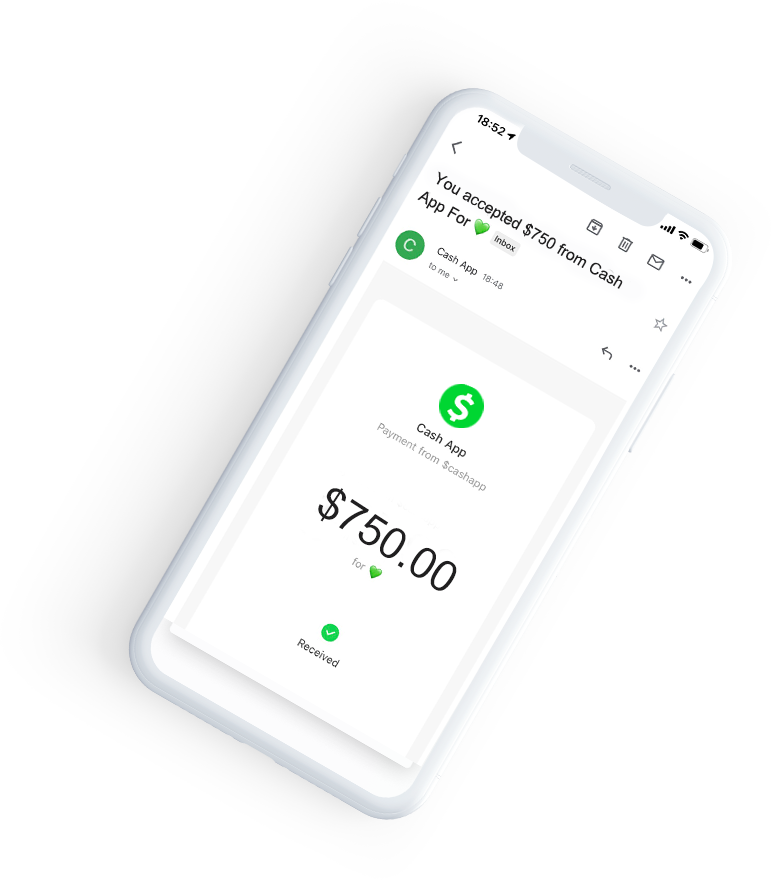 18:52
You accepted $750 from Cash
App For 💚 Inbox
C
Cash App 18:48
to me
$
Cash App
Payment from $cashapp
$750.00
for 💚
Received